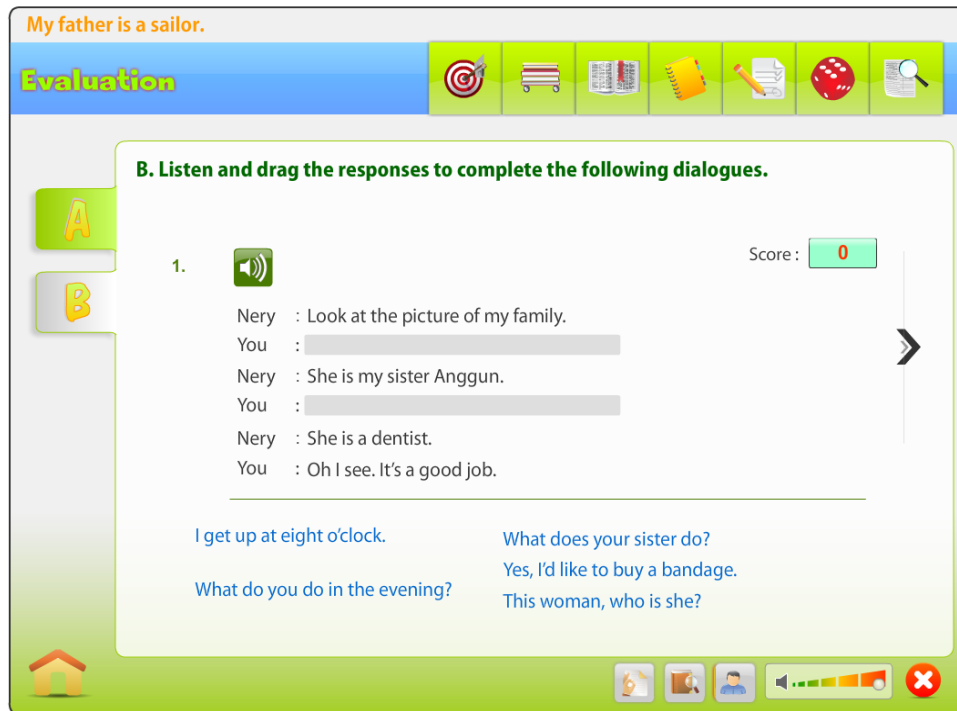 My father is a sailor.
Evaluation
B. Listen and drag the responses to complete the following dialogues.
A
B
Score : 0
1.
Nery : Look at the picture of my family.
You :
Nery : She is my sister Anggun.
You :
Nery : She is a dentist.
You : Oh I see. It’s a good job.
I get up at eight o’clock.
What do you do in the evening?
What does your sister do?
Yes, I’d like to buy a bandage.
This woman, who is she?